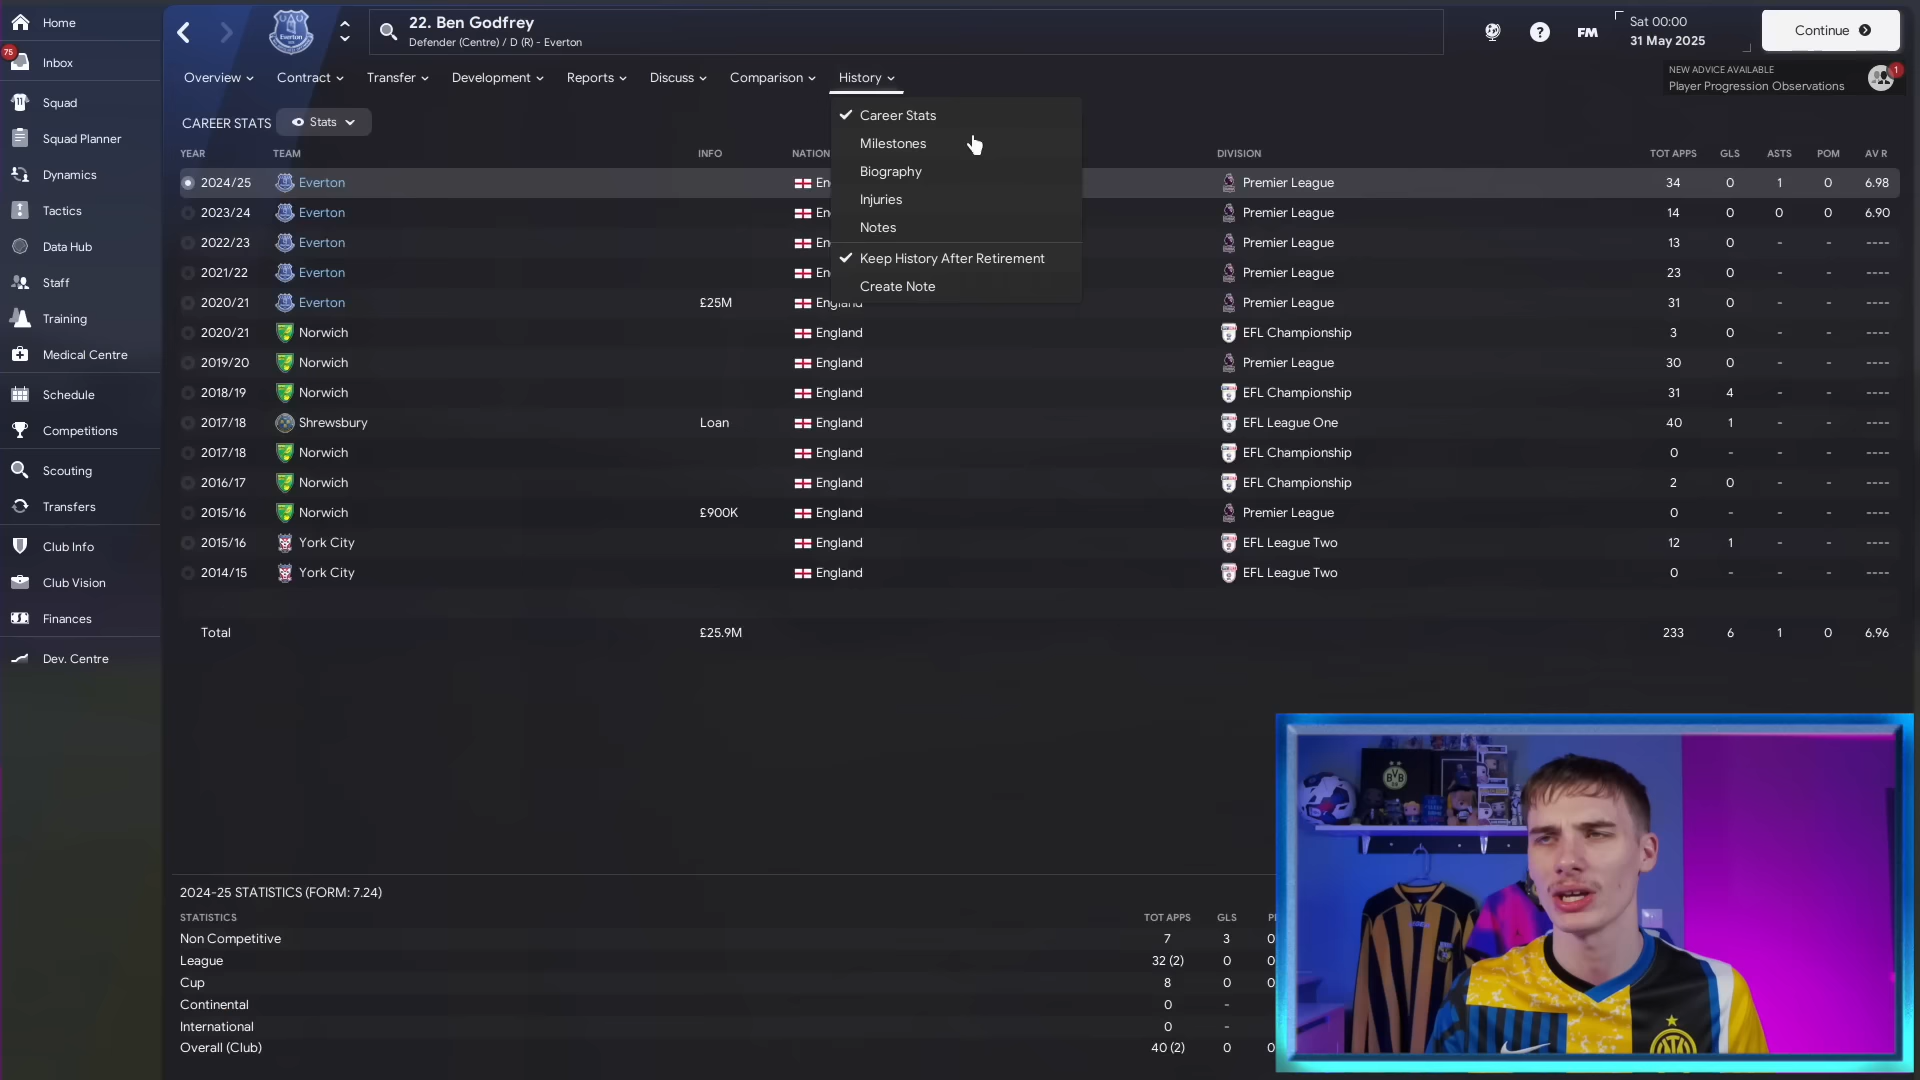 Home
75
Inbox
Squad
Squad Planner
Dynamics
Tactics
Data Hub
Staff
Training
Medical Centre
Schedule
Competitions
Scouting
Transfers
Club Info
Club Vision
Finances
Dev. Centre
Everton
22. Ben Godfrey
Defender (Centre) / D (R) - Everton
FM
Sat 00:00
31 May 2025
Continue
Overview
Contract
Transfer
Development
Reports
Discuss
Comparison
History
NEW ADVICE AVAILABLE
Player Progression Observations
1
Career Stats
Milestones
Biography
Injuries
Notes
Keep History After Retirement
Create Note
CAREER STATS Stats
YEAR TEAM INFO NATION DIVISION TOT APPS GLS ASTS POM AV R
2024/25 Everton En Premier League 34 0 1 0 6.98
2023/24 Everton En Premier League 14 0 0 0 6.90
2022/23 Everton En Premier League 13 0 - - ----
2021/22 Everton En Premier League 23 0 - - ----
2020/21 Everton £25M England Premier League 31 0 - - ----
2020/21 Norwich England EFL Championship 3 0 - - ----
2019/20 Norwich England Premier League 30 0 - - ----
2018/19 Norwich England EFL Championship 31 4 - - ----
2017/18 Shrewsbury Loan England EFL League One 40 1 - - ----
2017/18 Norwich England EFL Championship 0 - - - ----
2016/17 Norwich England EFL Championship 2 0 - - ----
2015/16 Norwich £900K England Premier League 0 - - - ----
2015/16 York City England EFL League Two 12 1 - - ----
2014/15 York City England EFL League Two 0 - - - ----
Total £25.9M 233 6 1 0 6.96
2024-25 STATISTICS (FORM: 7.24)
STATISTICS TOT APPS GLS
Non Competitive 7 3 0
League 32 (2) 0 0
Cup 8 0 0
Continental 0 -
International 0 -
Overall (Club) 40 (2) 0 0
BVB